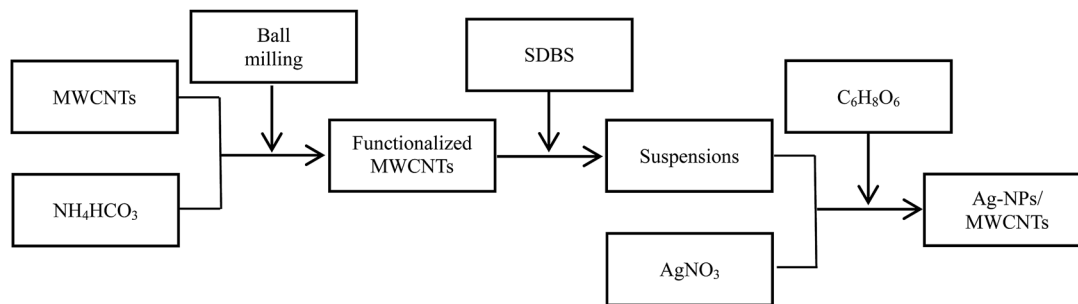 Ball
milling
SDBS
C₆H₈O₆
MWCNTs
Functionalized
MWCNTs
Suspensions
NH₄HCO₃
Ag-NPs/
MWCNTs
AgNO₃